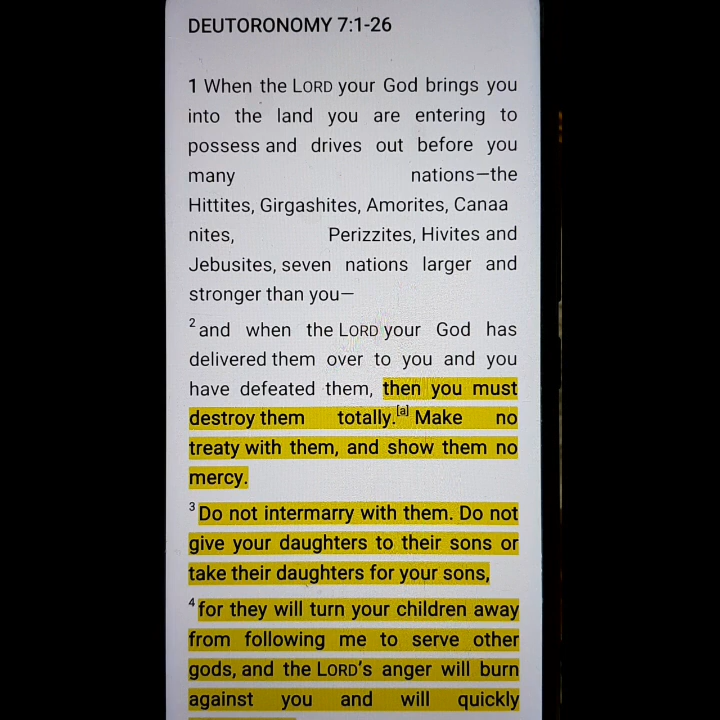 DEUTORONOMY 7:1-26
1 When the LORD your God brings you
into the land you are entering to
possess and drives out before you
many nations—the
Hittites, Girgashites, Amorites, Canaa
nites, Perizzites, Hivites and
Jebusites, seven nations larger and
stronger than you—
2 and when the LORD your God has
delivered them over to you and you
have defeated them, then you must
destroy them totally.[a] Make no
treaty with them, and show them no
mercy.
3 Do not intermarry with them. Do not
give your daughters to their sons or
take their daughters for your sons,
4 for they will turn your children away
from following me to serve other
gods, and the LORD's anger will burn
against you and will quickly